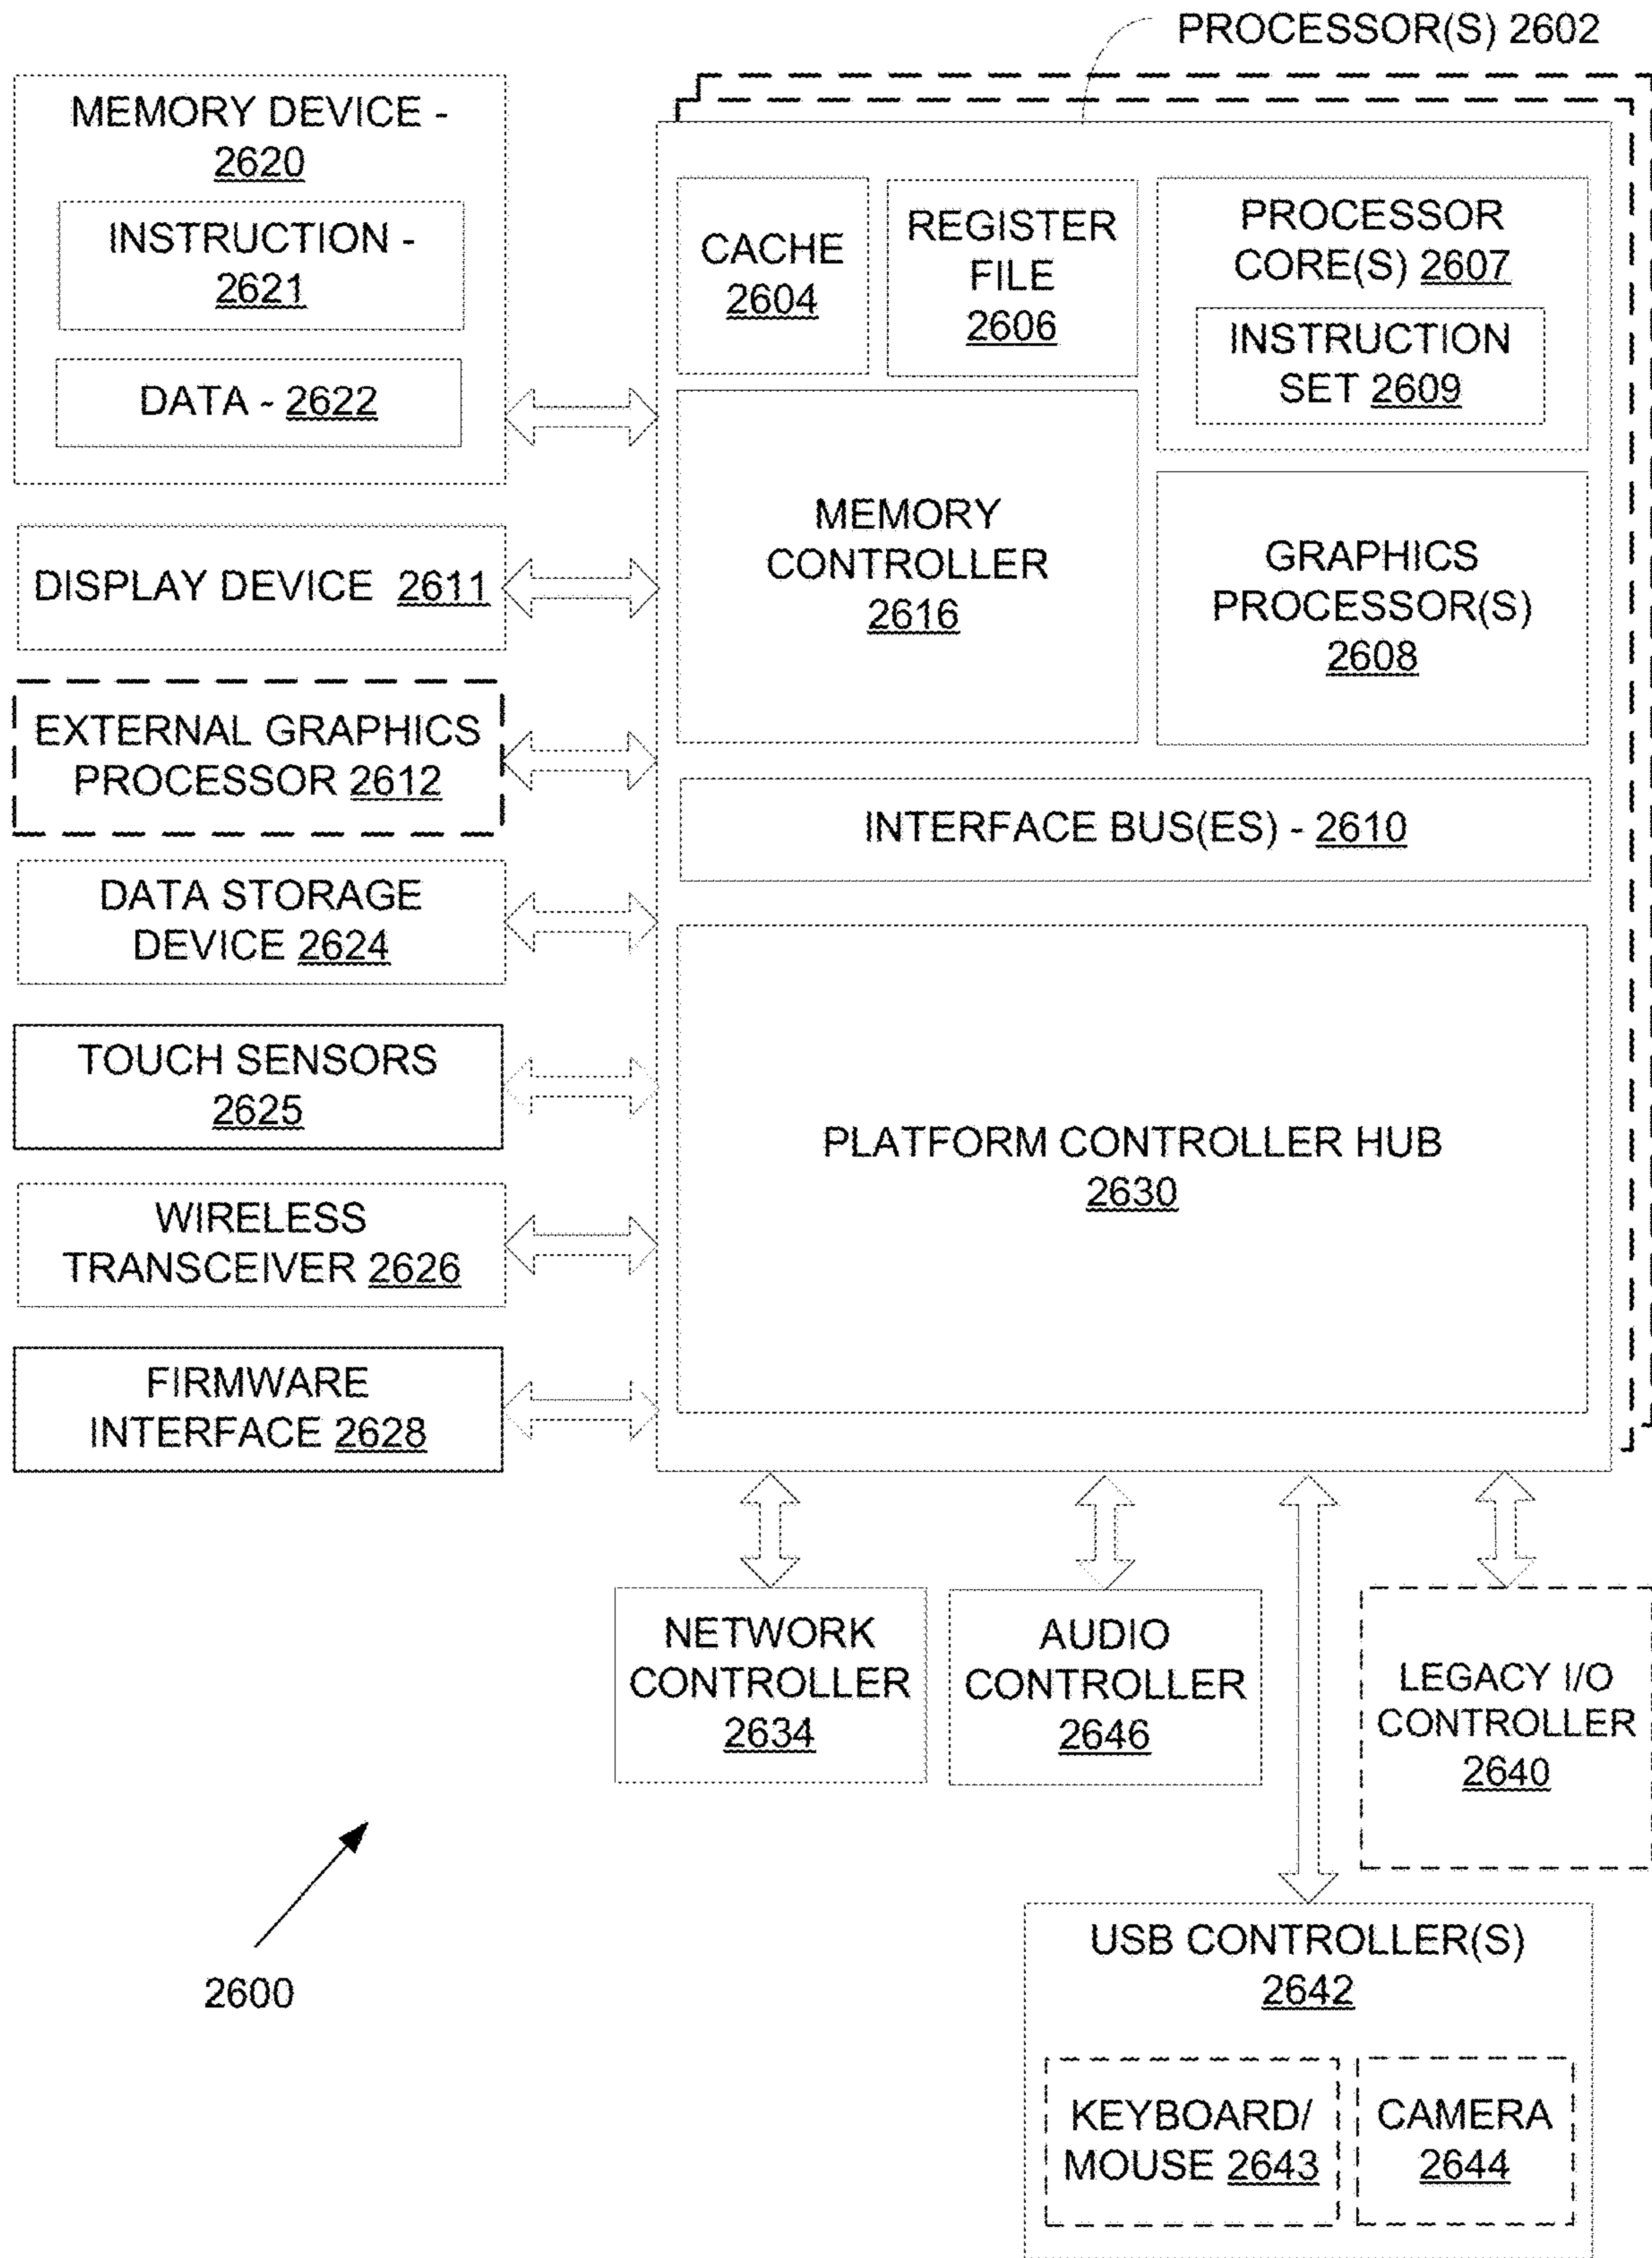 PROCESSOR(S) 2602
MEMORY DEVICE -
2620
INSTRUCTION -
2621
DATA - 2622
DISPLAY DEVICE 2611
EXTERNAL GRAPHICS
PROCESSOR 2612
DATA STORAGE
DEVICE 2624
TOUCH SENSORS
2625
WIRELESS
TRANSCEIVER 2626
FIRMWARE
INTERFACE 2628
CACHE
2604
REGISTER
FILE
2606
PROCESSOR
CORE(S) 2607
INSTRUCTION
SET 2609
MEMORY
CONTROLLER
2616
GRAPHICS
PROCESSOR(S)
2608
INTERFACE BUS(ES) - 2610
PLATFORM CONTROLLER HUB
2630
NETWORK
CONTROLLER
2634
AUDIO
CONTROLLER
2646
LEGACY I/O
CONTROLLER
2640
USB CONTROLLER(S)
2642
KEYBOARD/
MOUSE 2643
CAMERA
2644
2600